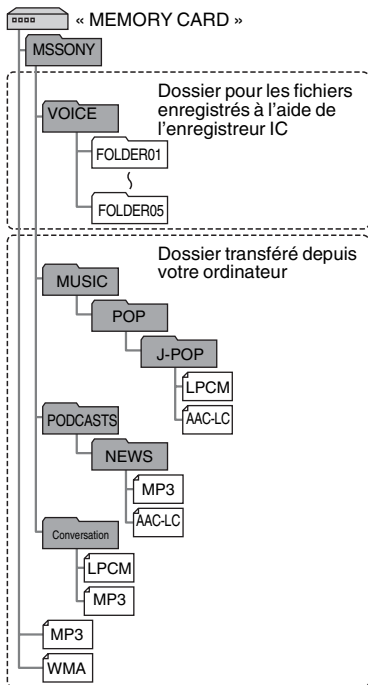 « MEMORY CARD »
MSSONY
Dossier pour les fichiers
enregistrés à l'aide de
l'enregistreur IC
VOICE
FOLDER01
FOLDER05
Dossier transféré depuis
votre ordinateur
MUSIC
POP
J-POP
LPCM
AAC-LC
PODCASTS
NEWS
MP3
AAC-LC
Conversation
LPCM
MP3
MP3
WMA